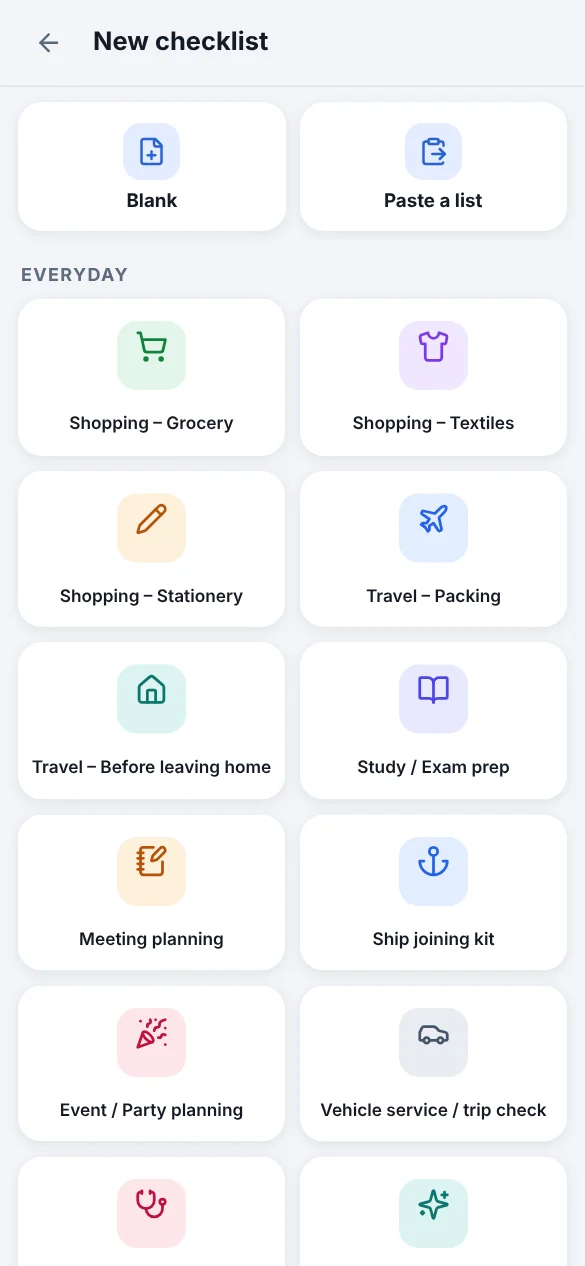 New checklist
Blank
Paste a list
EVERYDAY
Shopping – Grocery
Shopping – Textiles
Shopping – Stationery
Travel – Packing
Travel – Before leaving home
Study / Exam prep
Meeting planning
Ship joining kit
Event / Party planning
Vehicle service / trip check